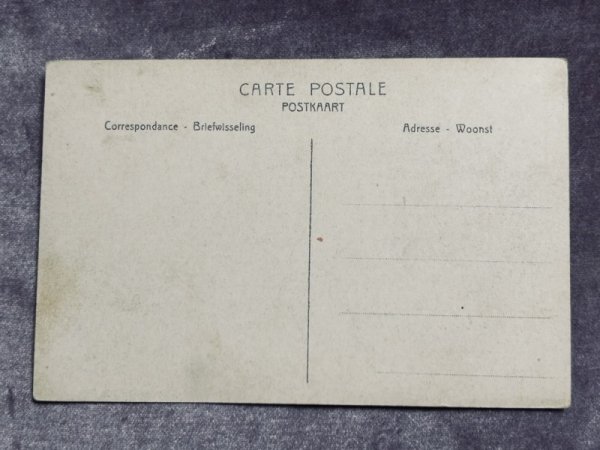 CARTE POSTALE
POSTKAART
Correspondance - Briefwisseling
Adresse - Woonst